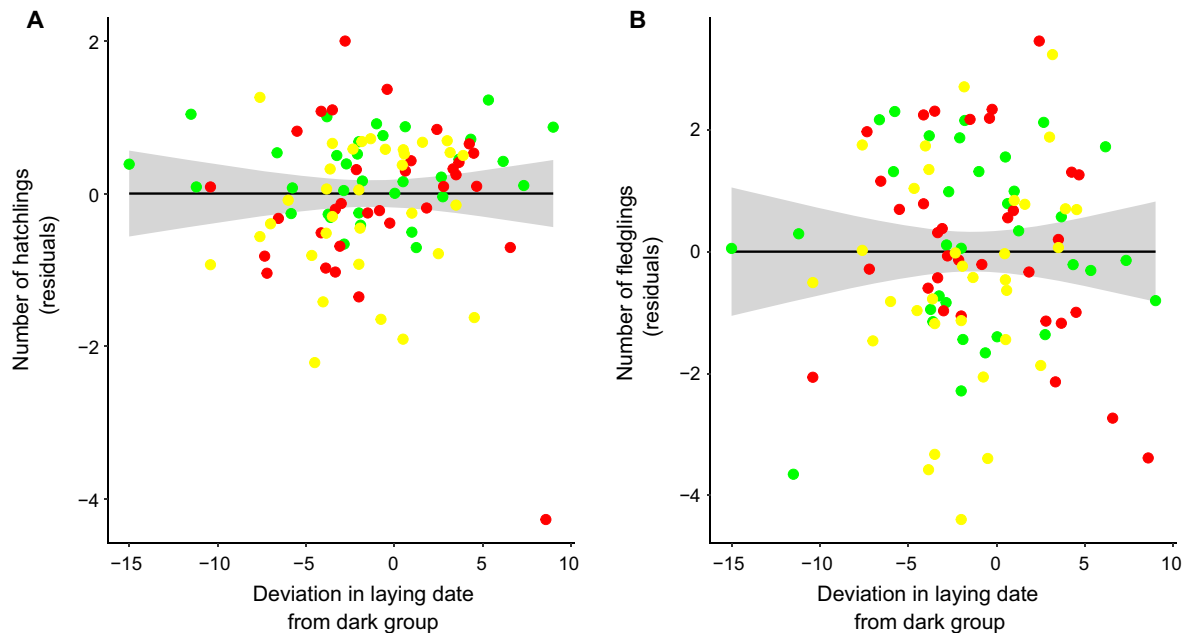 A
Number of hatchlings
(residuals)
2
0
−2
−4
−15
−10
−5
0
5
10
Deviation in laying date
from dark group
B
Number of fledglings
(residuals)
2
0
−2
−4
−15
−10
−5
0
5
10
Deviation in laying date
from dark group